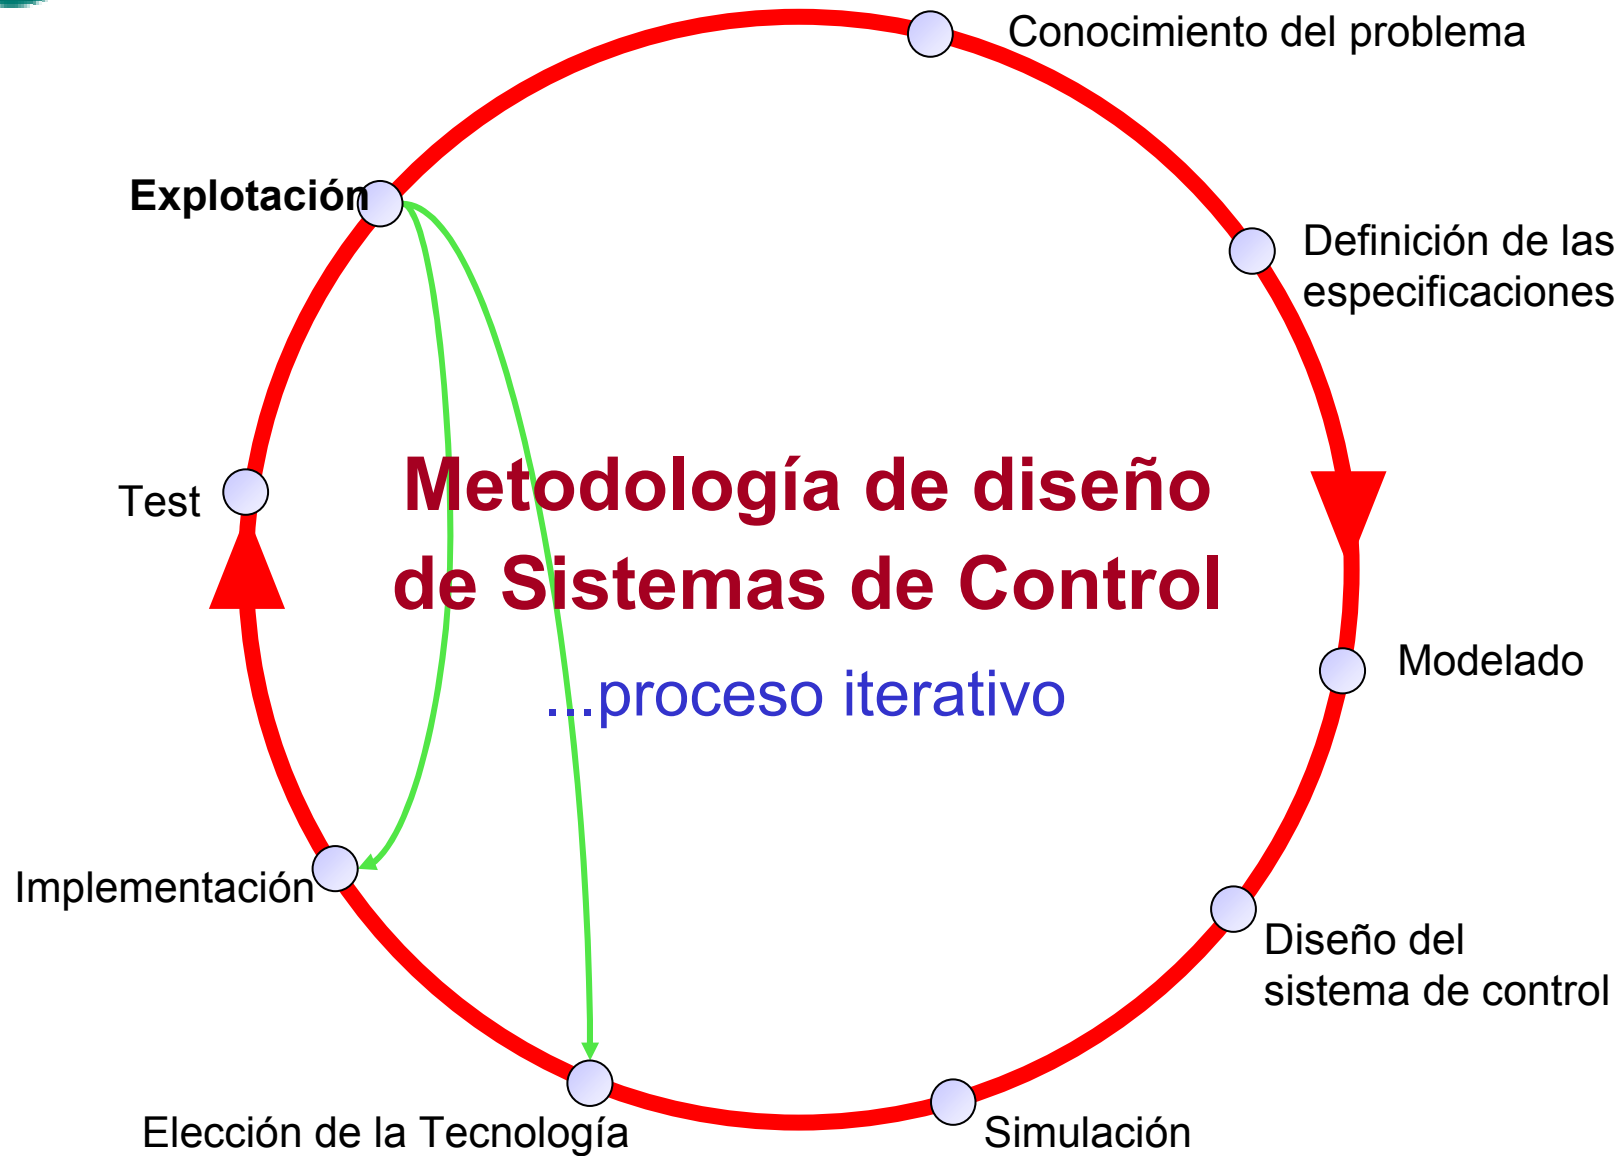 Conocimiento del problema
Explotación
Definición de las
especificaciones
Metodología de diseño
Test
de Sistemas de Control
...proceso iterativo
Modelado
Implementación
Diseño del
sistema de control
Elección de la Tecnología
Simulación